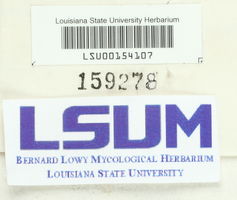 Louisiana State University Herbarium
LSU00154107
159278
LSUM
BERNARD LOWY MYCOLOGICAL HERBARIUM
LOUISIANA STATE UNIVERSITY